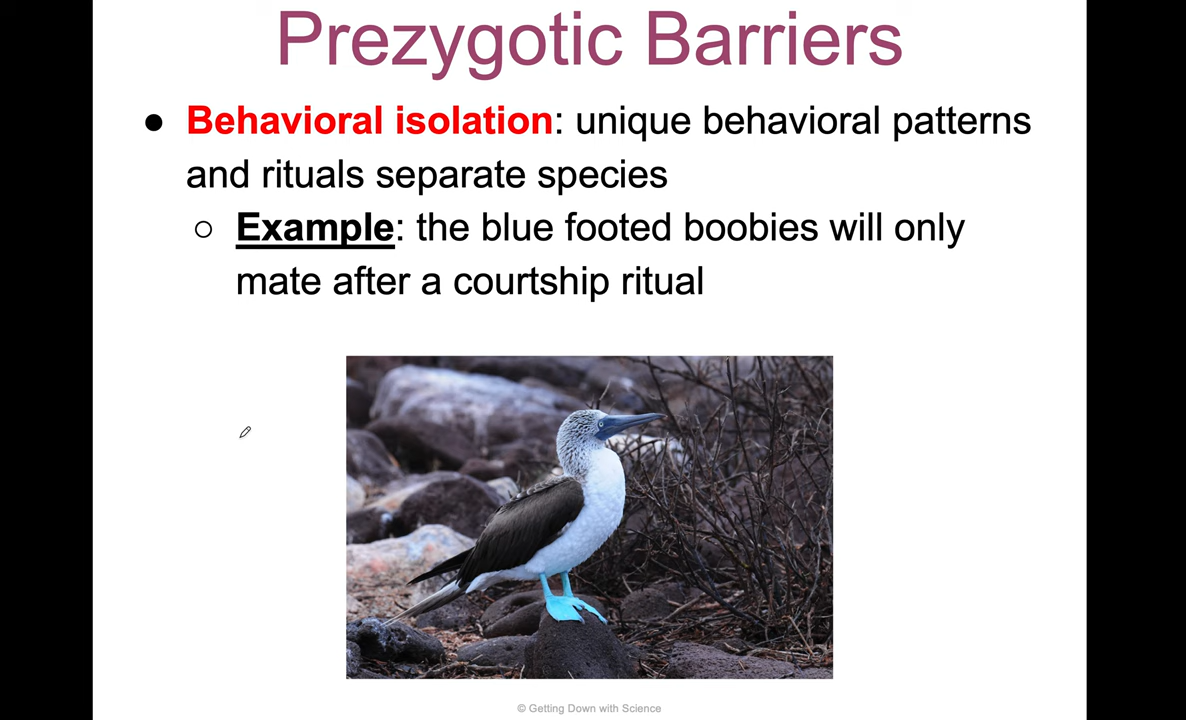 Prezygotic Barriers
● Behavioral isolation: unique behavioral patterns
and rituals separate species
○ Example: the blue footed boobies will only
mate after a courtship ritual
© Getting Down with Science